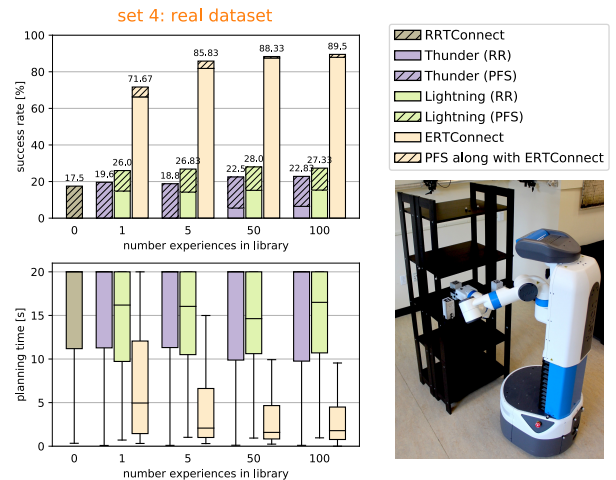 set 4: real dataset
success rate [%]
100
80
60
40
20
0
17.5
19.6
26.0
71.67
18.8
26.83
85.83
22.5
28.0
88.33
22.83
27.33
89.5
0
1
5
50
100
number experiences in library
planning time [s]
20
15
10
5
0
0
1
5
50
100
number experiences in library
RRTConnect
Thunder (RR)
Thunder (PFS)
Lightning (RR)
Lightning (PFS)
ERTConnect
PFS along with ERTConnect